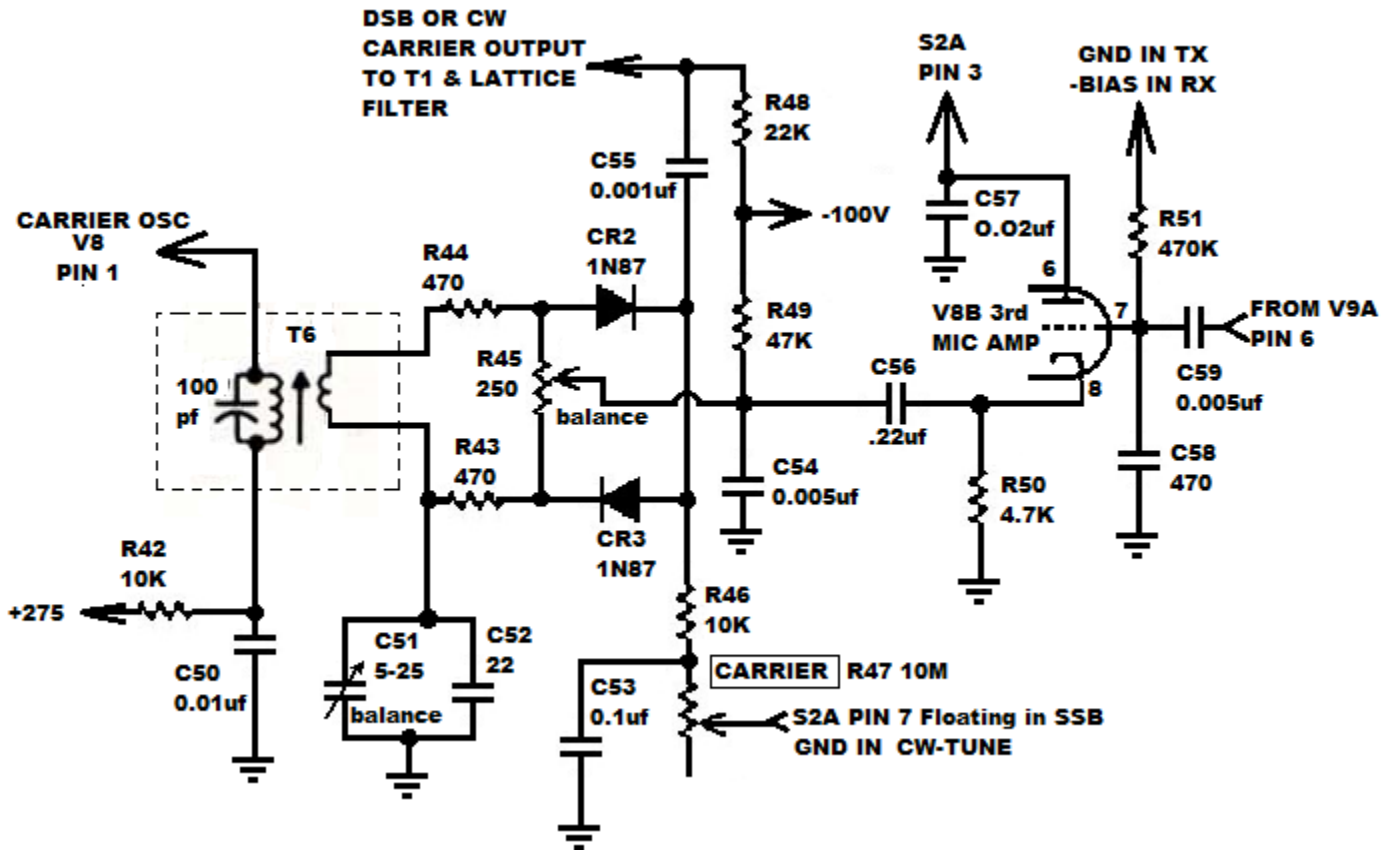 DSB OR CW
CARRIER OUTPUT
TO T1 & LATTICE
FILTER
S2A
PIN 3
GND IN TX
-BIAS IN RX
R48
22K
C55
0.001uf
C57
0.02uf
R51
470K
CARRIER OSC
V8
PIN 1
-100V
R44
470
CR2
1N87
6
V8B 3rd
MIC AMP
7
8
FROM V9A
PIN 6
T6
R49
47K
100
pf
R45
250
balance
C56
.22uf
C59
0.005uf
R43
470
C54
0.005uf
R50
4.7K
C58
470
CR3
1N87
R42
10K
+275
R46
10K
C51
5-25
C52
22
balance
C50
0.01uf
C53
0.1uf
CARRIER R47 10M
S2A PIN 7 Floating in SSB
GND IN CW-TUNE